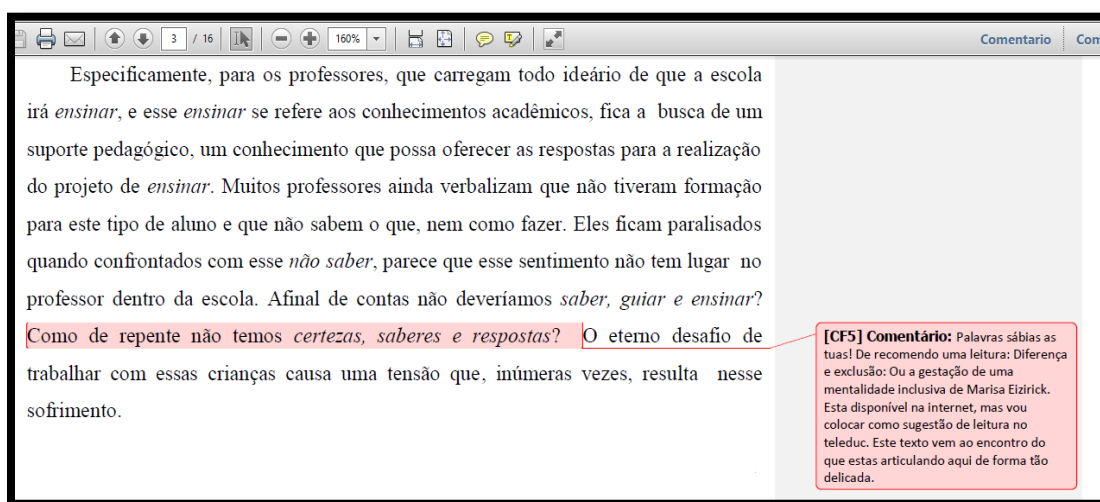 3 / 16 160% Comentario Com
Especificamente, para os professores, que carregam todo ideário de que a escola
irá ensinar, e esse ensinar se refere aos conhecimentos acadêmicos, fica a busca de um
suporte pedagógico, um conhecimento que possa oferecer as respostas para a realização
do projeto de ensinar. Muitos professores ainda verbalizam que não tiveram formação
para este tipo de aluno e que não sabem o que, nem como fazer. Eles ficam paralisados
quando confrontados com esse não saber, parece que esse sentimento não tem lugar no
professor dentro da escola. Afinal de contas não deveríamos saber, guiar e ensinar?
Como de repente não temos certezas, saberes e respostas? O eterno desafio de
trabalhar com essas crianças causa uma tensão que, inúmeras vezes, resulta nesse
sofrimento.
[CF5] Comentário: Palavras sábias as
tuas! De recomendo uma leitura: Diferença
e exclusão: Ou a gestação de uma
mentalidade inclusiva de Marisa Eizirick.
Esta disponível na internet, mas vou
colocar como sugestão de leitura no
teleduc. Este texto vem ao encontro do
que estas articulando aqui de forma tão
delicada.